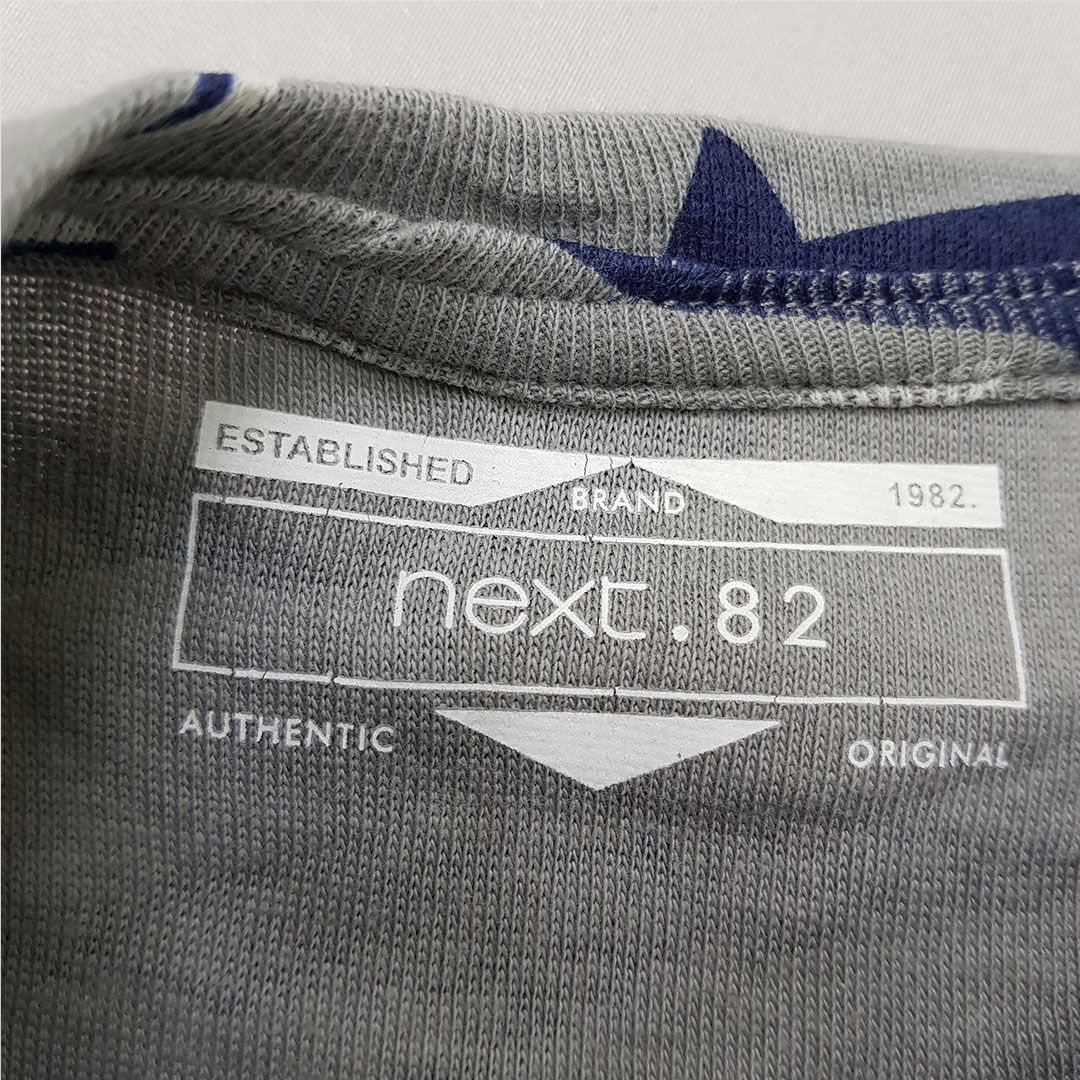 ESTABLISHED
BRAND
1982.
next.82
AUTHENTIC
ORIGINAL